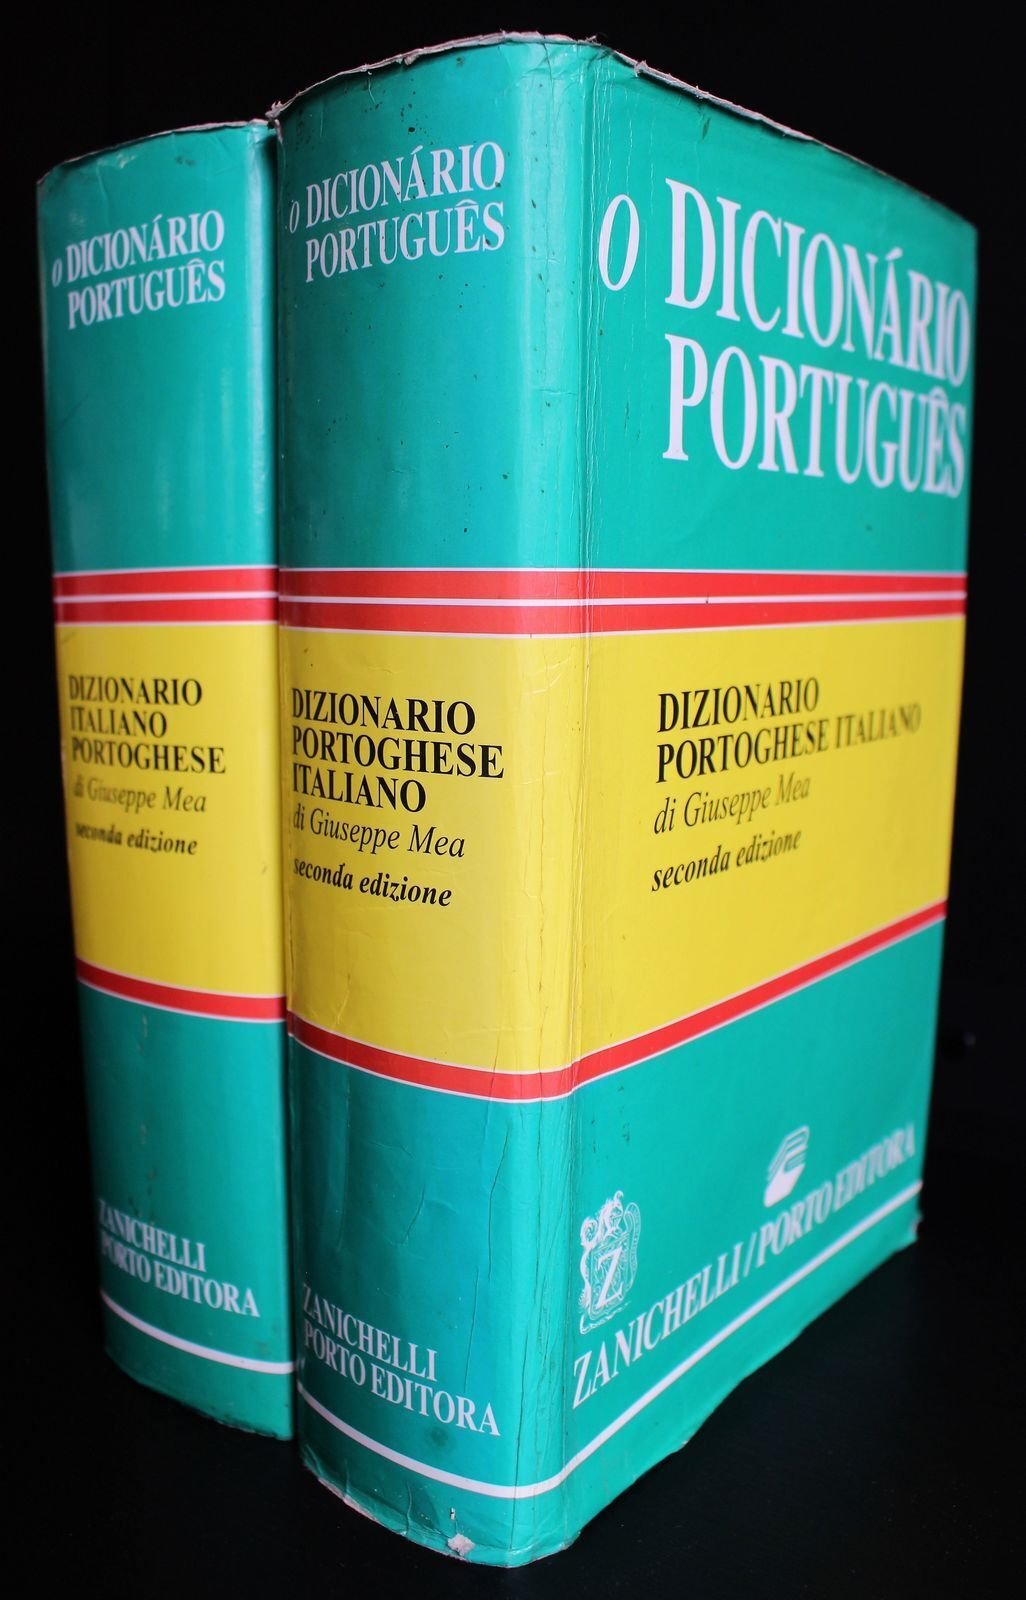 o DICIONÁRIO
PORTUGUÊS
DIZIONARIO
ITALIANO
PORTOGHESE
di Giuseppe Mea
seconda edizione
ZANICHELLI
PORTO EDITORA
o DICIONÁRIO
PORTUGUÊS
DIZIONARIO
PORTOGHESE
ITALIANO
di Giuseppe Mea
seconda edizione
ZANICHELLI
PORTO EDITORA
o DICIONÁRIO
PORTUGUÊS
DIZIONARIO
PORTOGHESE ITALIANO
di Giuseppe Mea
seconda edizione
Z
ZANICHELLI/PORTO EDITORA